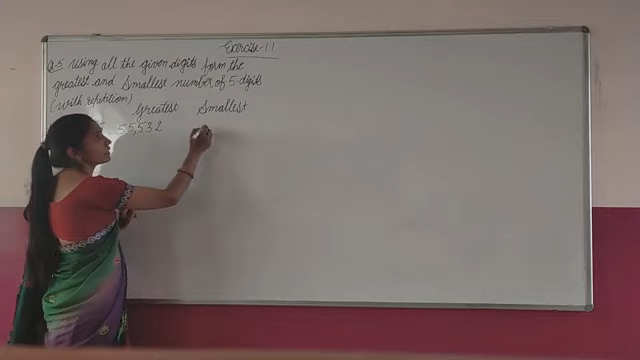 Exercise-11
Q.5 Using all the given digits form the
greatest and Smallest number of 5-digits
(with repetition)
Greatest Smallest
55,532